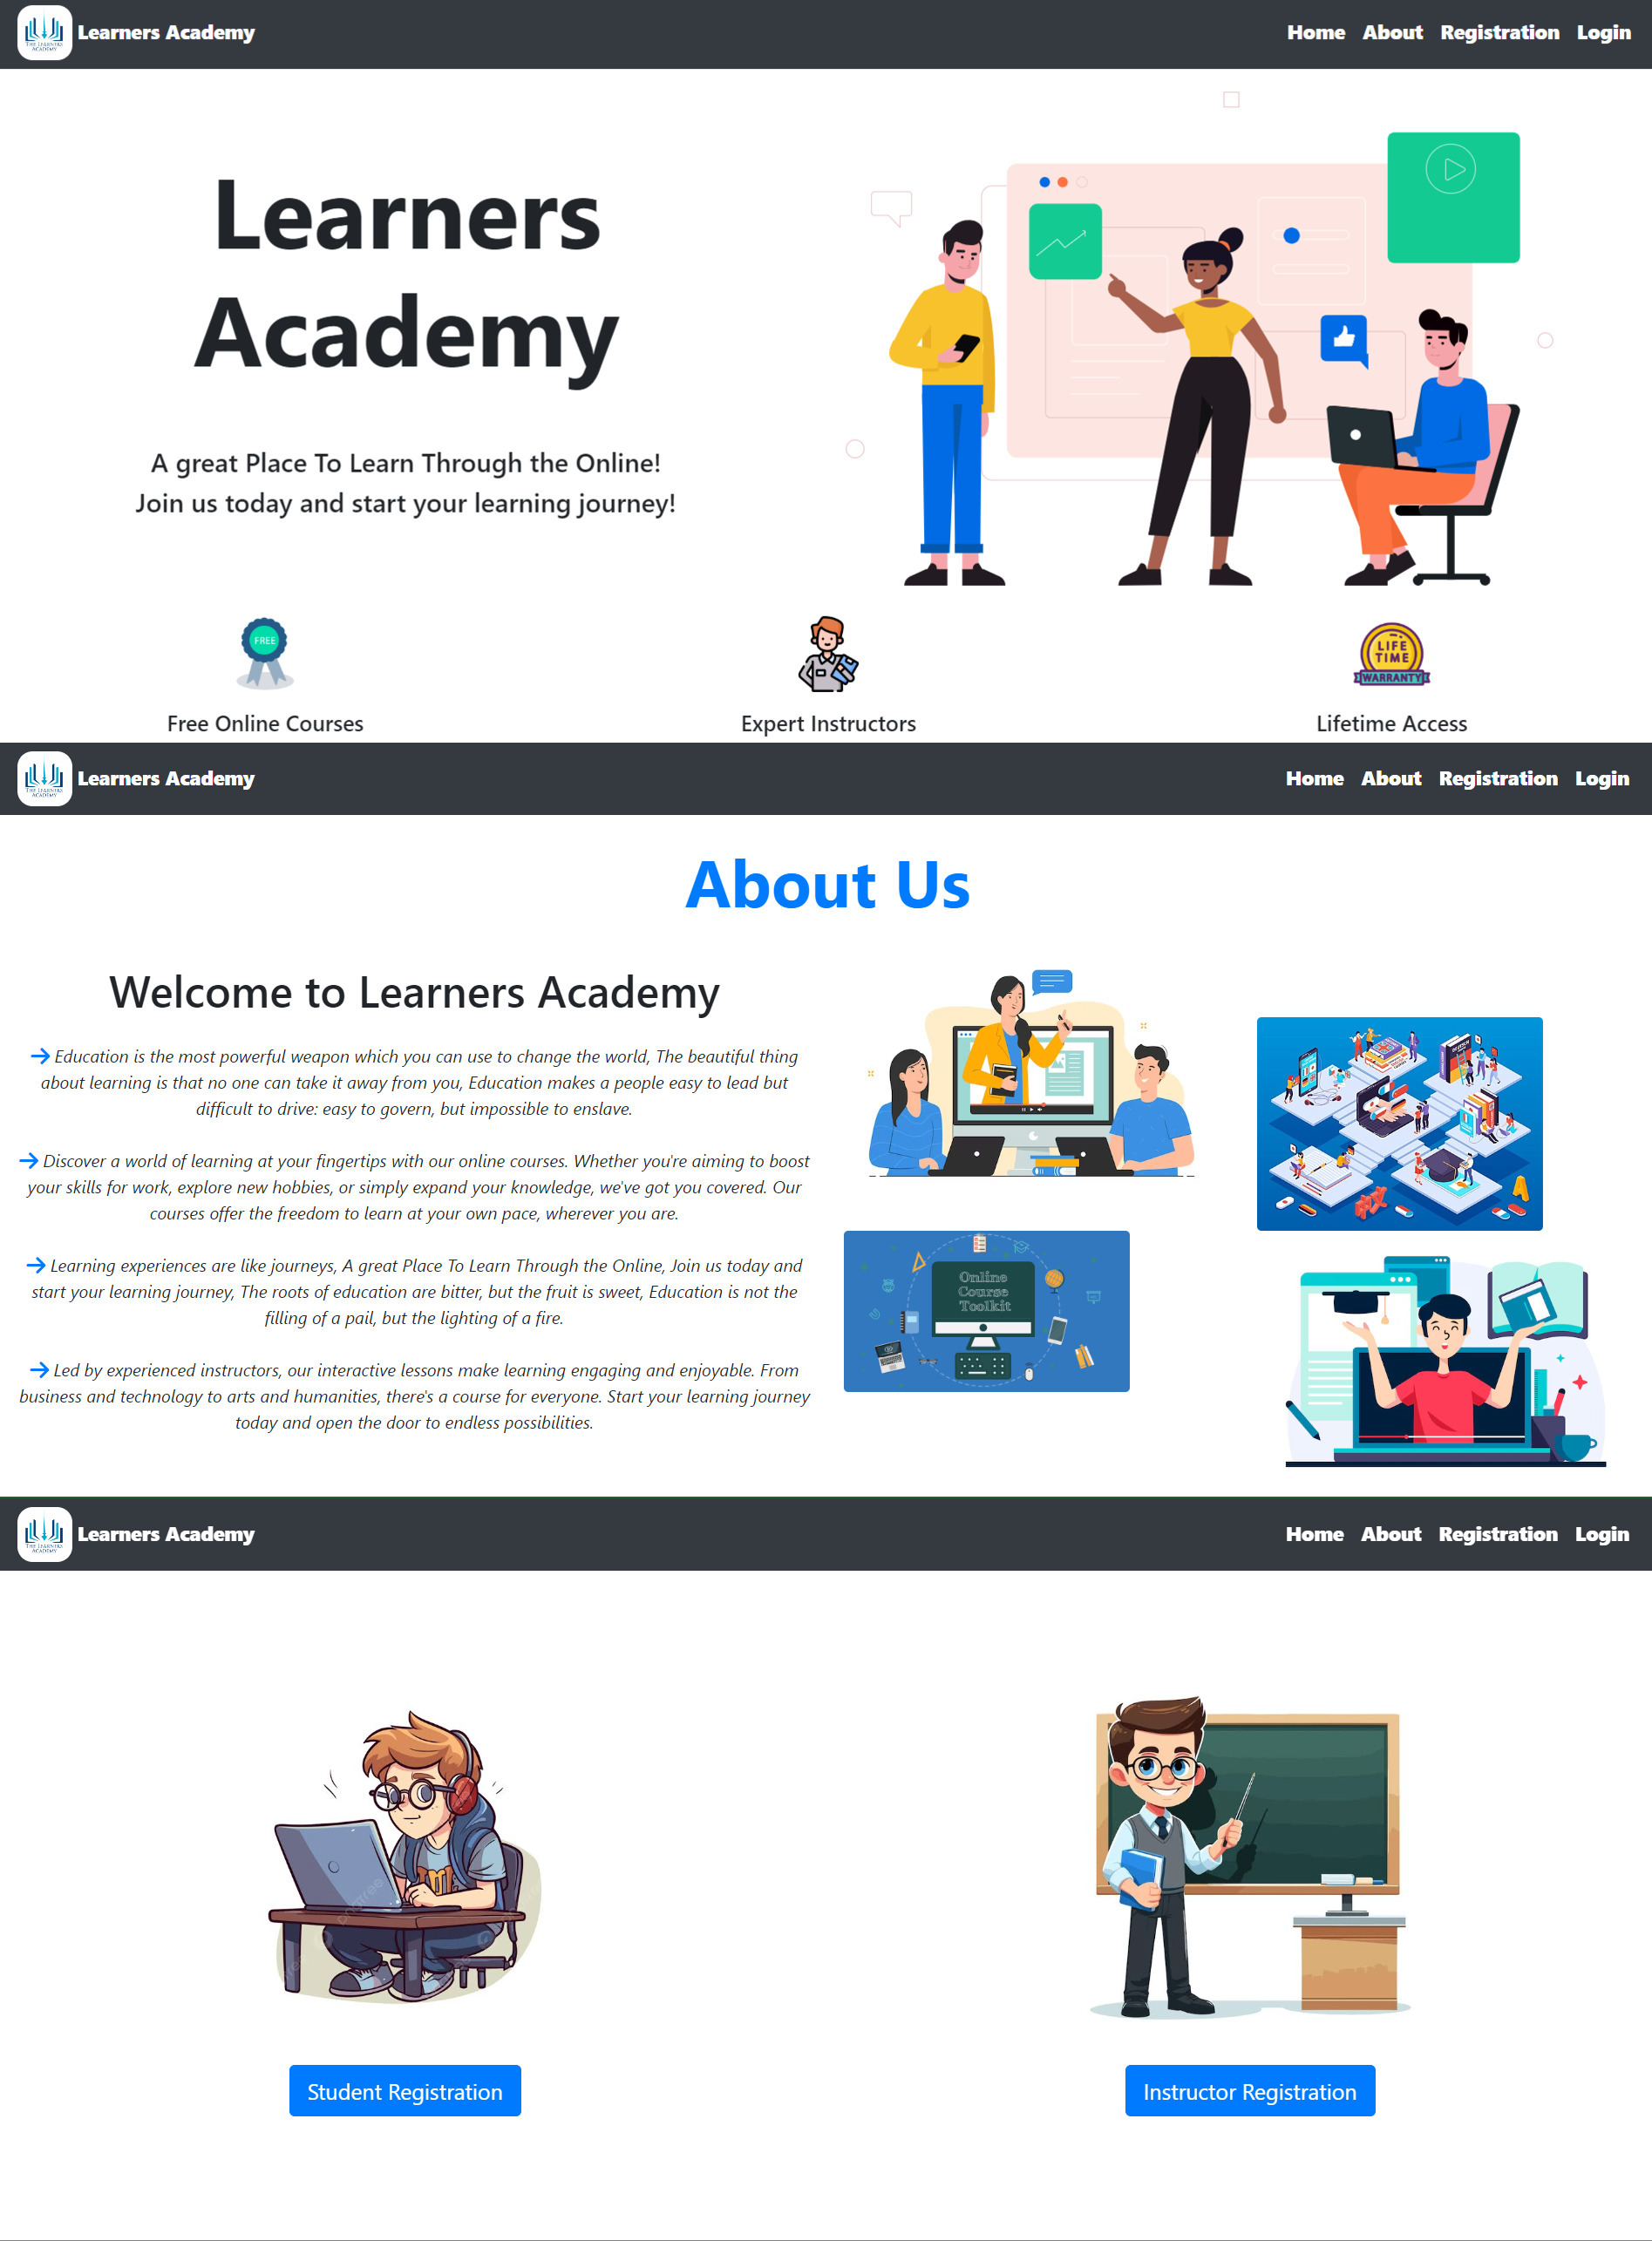 THE LEARNERS
ACADEMY
Learners Academy
Home About Registration Login
Learners
Academy
A great Place To Learn Through the Online!
Join us today and start your learning journey!
FREE
LIFE
TIME
WARRANTY
Free Online Courses
Expert Instructors
Lifetime Access
THE LEARNERS
ACADEMY
Learners Academy
Home About Registration Login
About Us
Welcome to Learners Academy
Education is the most powerful weapon which you can use to change the world, The beautiful thing
about learning is that no one can take it away from you, Education makes a people easy to lead but
difficult to drive: easy to govern, but impossible to enslave.
Discover a world of learning at your fingertips with our online courses. Whether you're aiming to boost
your skills for work, explore new hobbies, or simply expand your knowledge, we've got you covered. Our
courses offer the freedom to learn at your own pace, wherever you are.
Learning experiences are like journeys, A great Place To Learn Through the Online, Join us today and
start your learning journey, The roots of education are bitter, but the fruit is sweet, Education is not the
filling of a pail, but the lighting of a fire.
Led by experienced instructors, our interactive lessons make learning engaging and enjoyable. From
business and technology to arts and humanities, there's a course for everyone. Start your learning journey
today and open the door to endless possibilities.
A
Online
Course
Toolkit
THE LEARNERS
ACADEMY
Learners Academy
Home About Registration Login
pngtree
Student Registration
Instructor Registration